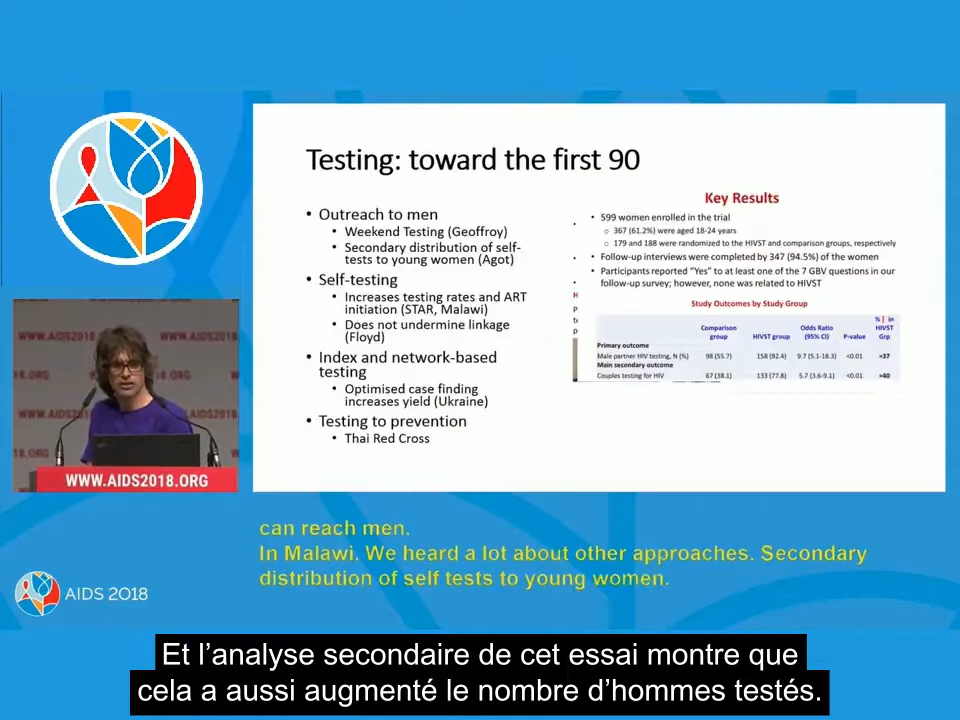 Testing: toward the first 90
• Outreach to men
• Weekend Testing (Geoffroy)
• Secondary distribution of self-
tests to young women (Agot)
• Self-testing
• Increases testing rates and ART
initiation (STAR, Malawi)
• Does not undermine linkage
(Floyd)
• Index and network-based
testing
• Optimised case finding
increases yield (Ukraine)
• Testing to prevention
• Thai Red Cross
Key Results
• 599 women enrolled in the trial
o 367 (61.2%) were aged 18-24 years
o 179 and 188 were randomized to the HIVST and comparison groups, respectively
• Follow-up interviews were completed by 347 (94.5%) of the women
• Participants reported “Yes” to at least one of the 7 GBV questions in our
follow-up survey; however, none was related to HIVST
Study Outcomes by Study Group
Comparison group HIVST group Odds Ratio (95% CI) P-value % in HIVST Grp
Primary outcome
Male partner HIV testing, N (%) 98 (55.7) 158 (92.4) 9.7 (5.1-18.3) <0.01 ≈37
Main secondary outcome
Couples testing for HIV 67 (38.1) 133 (77.8) 5.7 (3.6-9.1) <0.01 ≈40
WWW.AIDS2018.ORG
can reach men.
In Malawi. We heard a lot about other approaches. Secondary
distribution of self tests to young women.
AIDS 2018
Et l’analyse secondaire de cet essai montre que
cela a aussi augmenté le nombre d’hommes testés.